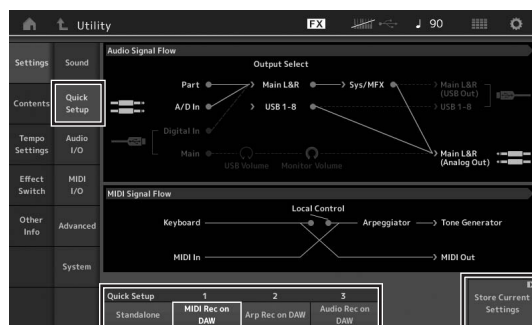 Utility
FX
90
Settings
Sound
Contents
Quick
Setup
Tempo
Settings
Audio
I/O
Effect
Switch
MIDI
I/O
Other
Info
Advanced
System
Audio Signal Flow
Output Select
Part
Main L&R
Sys/MFX
Main L&R
(USB Out)
A/D In
USB 1-8
USB 1-8
Digital In
Main
USB Volume
Monitor Volume
Main L&R
(Analog Out)
MIDI Signal Flow
Local Control
Keyboard
Arpeggiator
Tone Generator
MIDI In
MIDI Out
Quick Setup
1
2
3
Standalone
MIDI Rec on
DAW
Arp Rec on DAW
Audio Rec on
DAW
Store Current
Settings